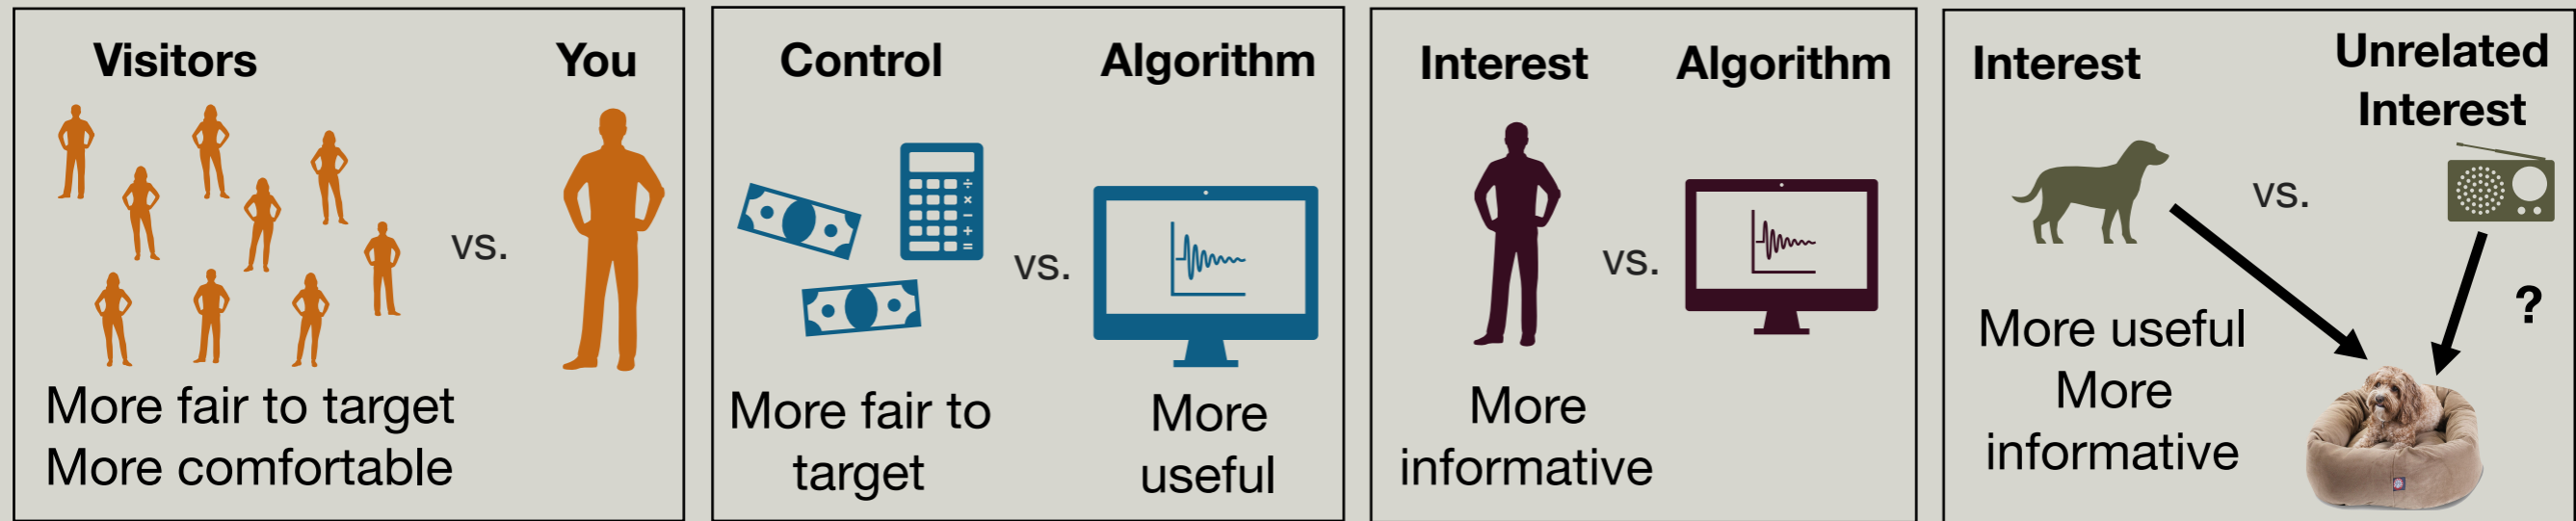 Visitors
You
vs.
More fair to target
More comfortable
Control
Algorithm
vs.
More fair to
target
More
useful
Interest
Algorithm
vs.
More
informative
Interest
Unrelated
Interest
vs.
?
More useful
More
informative